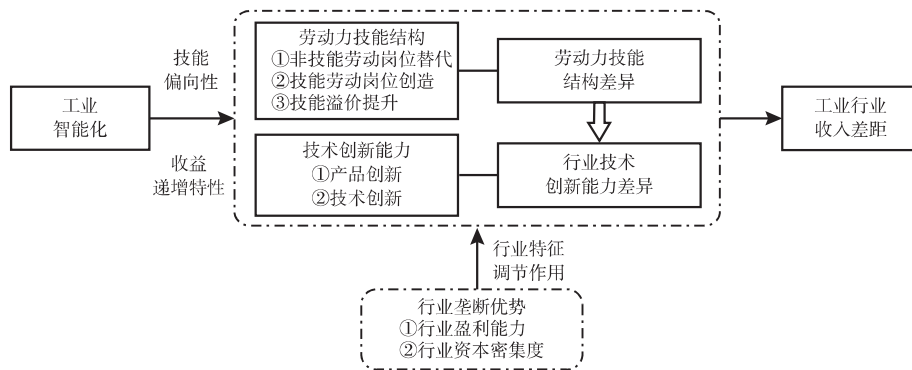 工业
智能化
技能
偏向性
收益
递增特性
劳动力技能结构
①非技能劳动岗位替代
②技能劳动岗位创造
③技能溢价提升
技术创新能力
①产品创新
②技术创新
劳动力技能
结构差异
行业技术
创新能力差异
工业行业
收入差距
行业特征
调节作用
行业垄断优势
①行业盈利能力
②行业资本密集度